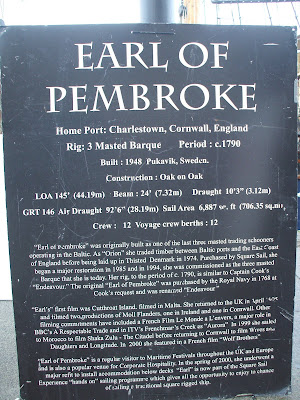 EARL OF
PEMBROKE
Home Port: Charlestown, Cornwall, England
Rig: 3 Masted Barque Period : c.1790
Built : 1948 Pukavik, Sweden.
Construction : Oak on Oak
LOA 145' (44.19m) Beam : 24' (7.32m) Draught 10'3" (3.12m)
GRT 146 Air Draught 92'6" (28.19m) Sail Area 6,887 ft (706.35 sq.m)
Crew : 12 Voyage crew berths : 12
"Earl of Pembroke" was originally built as one of the last three masted trading schooners
operating in the Baltic. As "Orion" she traded timber between Baltic ports and the East Coast
of England before being laid up in Thisted Denmark in 1974. Purchased by Square Sail, she
began a major restoration in 1985 and in 1994, she was commissioned as the three masted
Barque that she is today. Her rig, to the period of c. 1790, is similar to Captain Cook's
"Endeavour." The original "Earl of Pembroke" was purchased by the Royal Navy in 1768 at
Cook's request and was renamed "Endeavour"
"Earl's" first film was Cutthroat Island, filmed in Malta. She returned to the UK in April
and filmed two productions of Moll Flanders, one in Ireland and one in Cornwall. Other
filming commitments have included a French Film Le Monde a L'envers, a major role in
BBC's A Respectable Trade and in ITV's Frenchman's Creek as "Aurora" In 1999 she went
to Morocco to film Shaka Zulu - The Citadel before returning to Cornwall to film Wives and
Daughters and Longitude. In 2000 she featured in a French film "Wolf Brotherhood"
"Earl of Pembroke" is a regular visitor to Maritime Festivals throughout the UK and Europe
and is also a popular venue for Corporate Hospitality. In the spring of 2000, she underwent a
major refit to install accommodation below decks "Earl" is now part of the Square Sail
Experience "hands on" sailing programme which gives all the opportunity to enjoy the chance
of sailing a traditional square rigged ship.